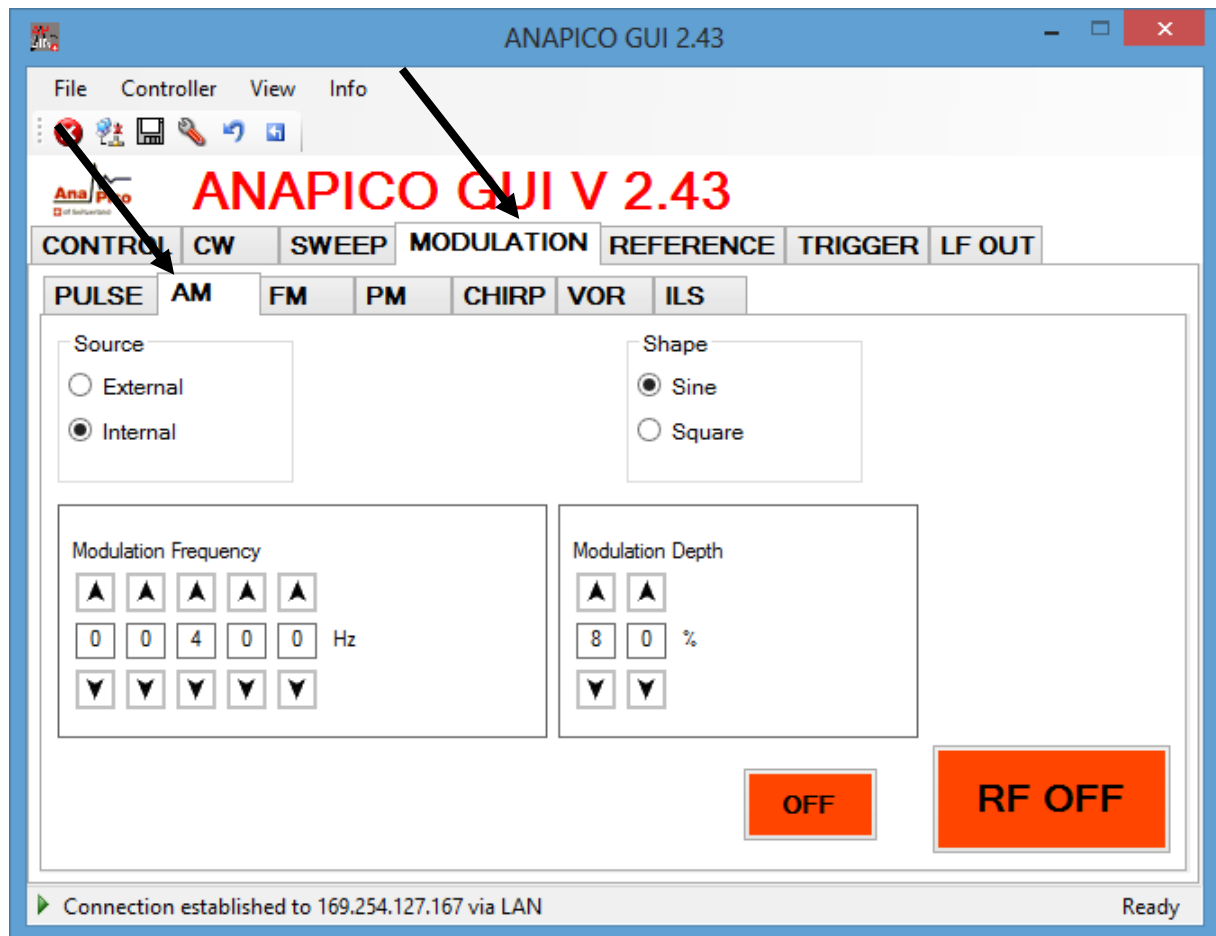 ANAPICO GUI 2.43
File Controller View Info
AnaPico
ANAPICO GUI V 2.43
CONTROL CW SWEEP MODULATION REFERENCE TRIGGER LF OUT
PULSE AM FM PM CHIRP VOR ILS
Source Shape
External Sine
Internal Square
Modulation Frequency Modulation Depth
0 0 4 0 0 Hz 8 0 %
OFF RF OFF
Connection established to 169.254.127.167 via LAN Ready